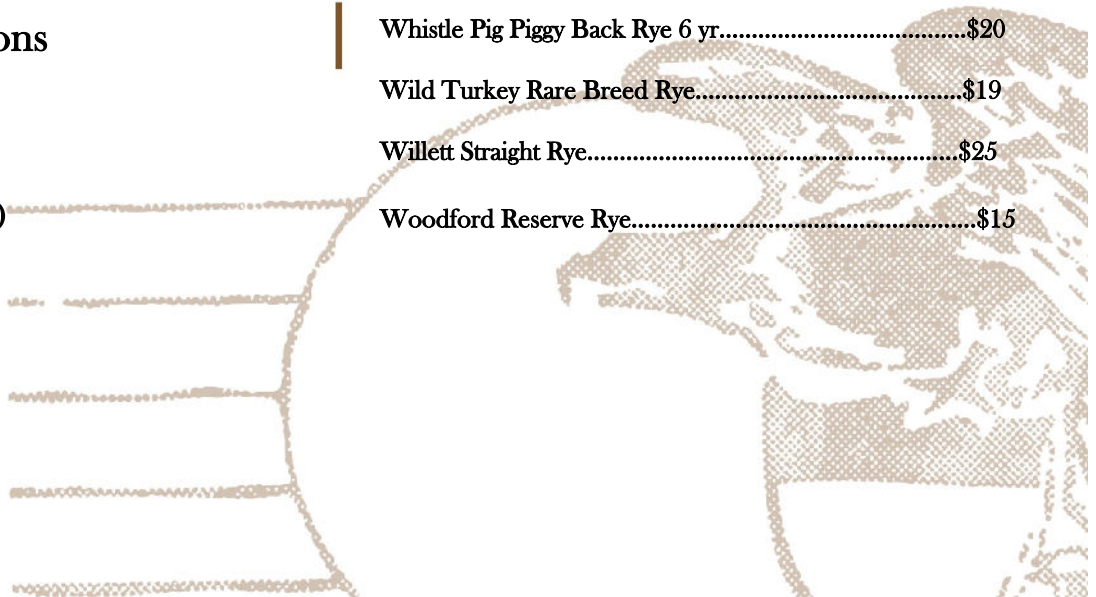 ons
Whistle Pig Piggy Back Rye 6 yr......................................$20
Wild Turkey Rare Breed Rye.........................................$19
Willett Straight Rye.........................................................$25
)
Woodford Reserve Rye.....................................................$15